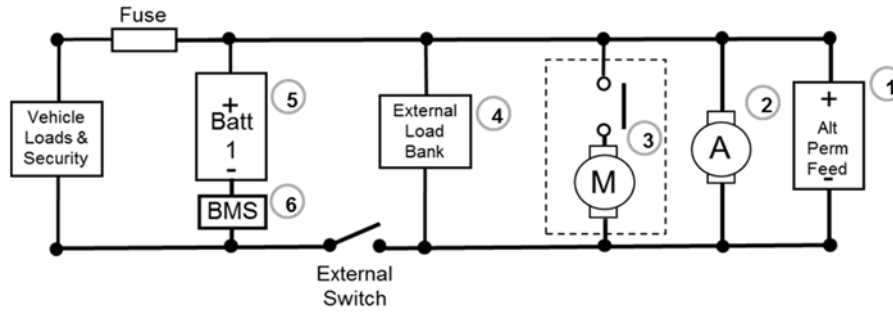 Fuse
Vehicle
Loads &
Security
+
Batt
1
-
5
BMS
6
External
Switch
External
Load
Bank
4
3
M
2
A
1
+
Alt
Perm
Feed
-